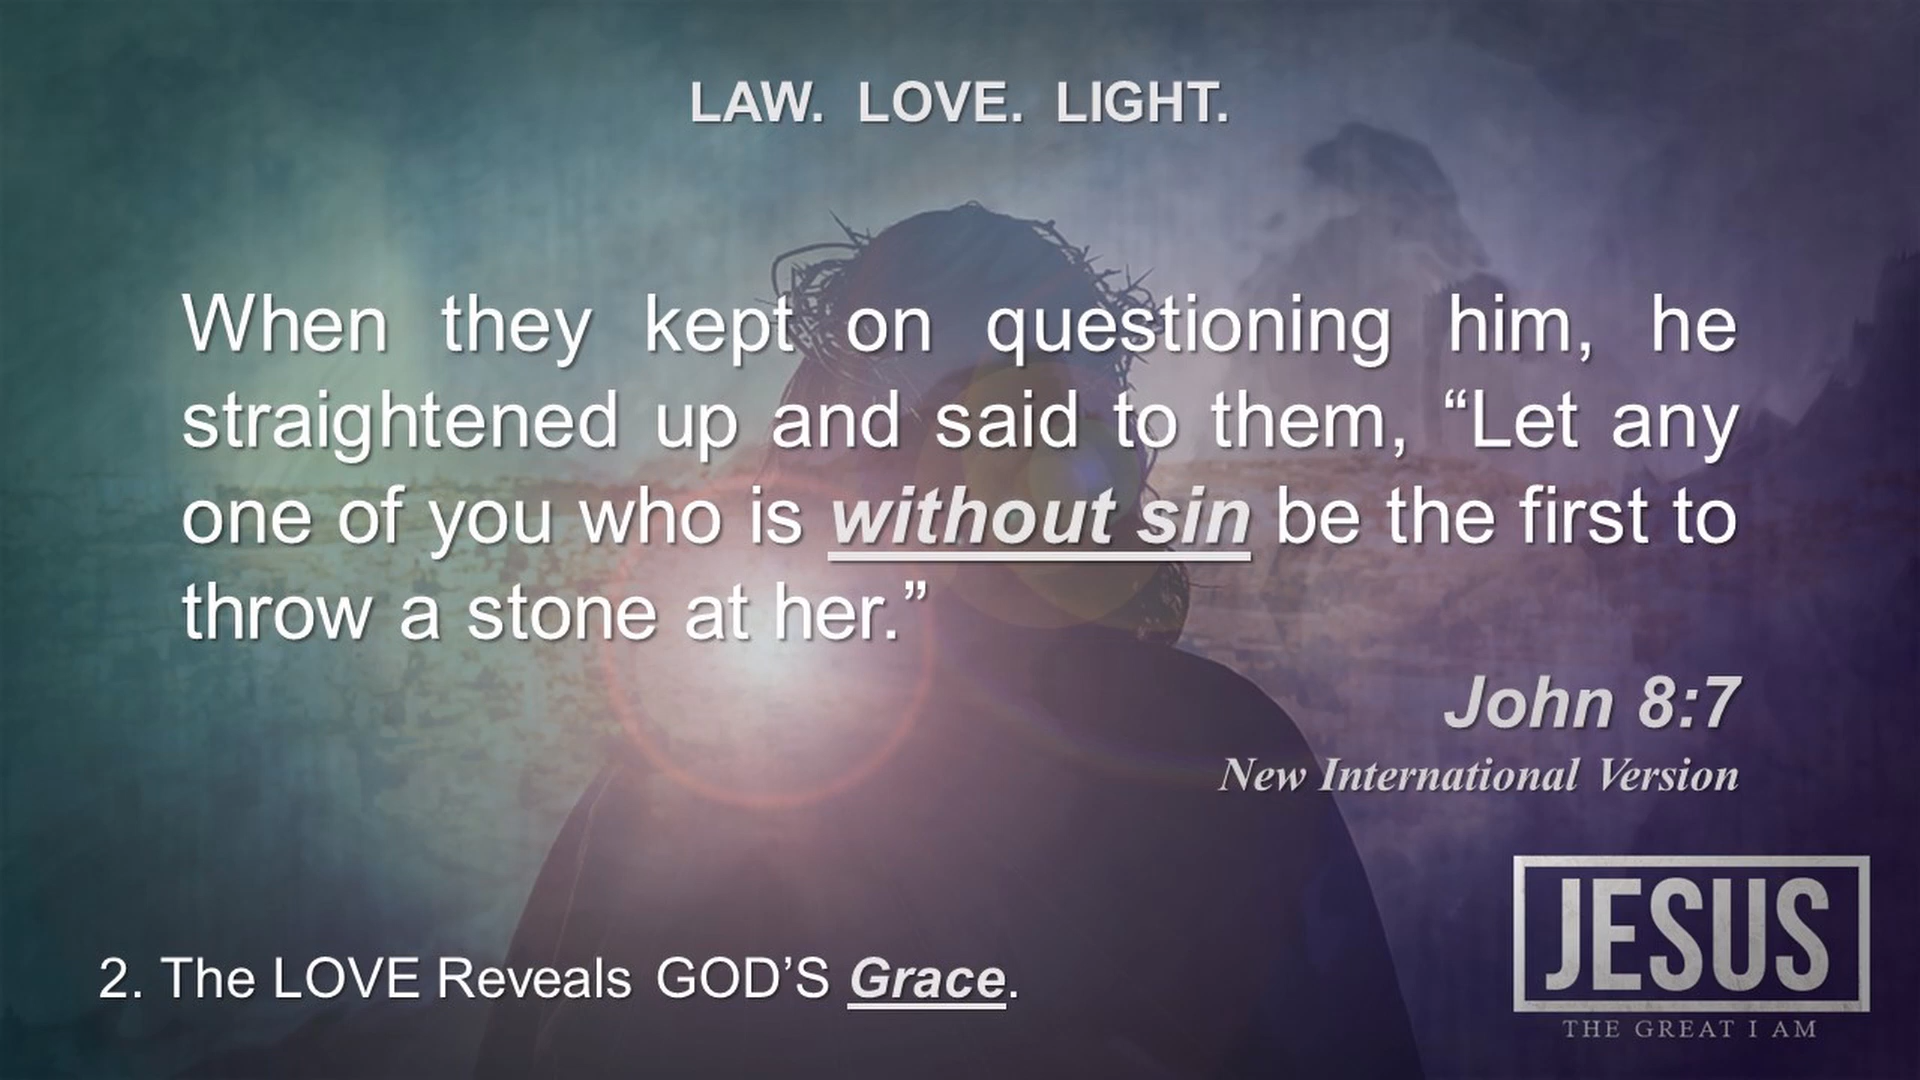 LAW. LOVE. LIGHT.
When they kept on questioning him, he
straightened up and said to them, “Let any
one of you who is without sin be the first to
throw a stone at her.”
John 8:7
New International Version
2. The LOVE Reveals GOD’S Grace.
JESUS
THE GREAT I AM